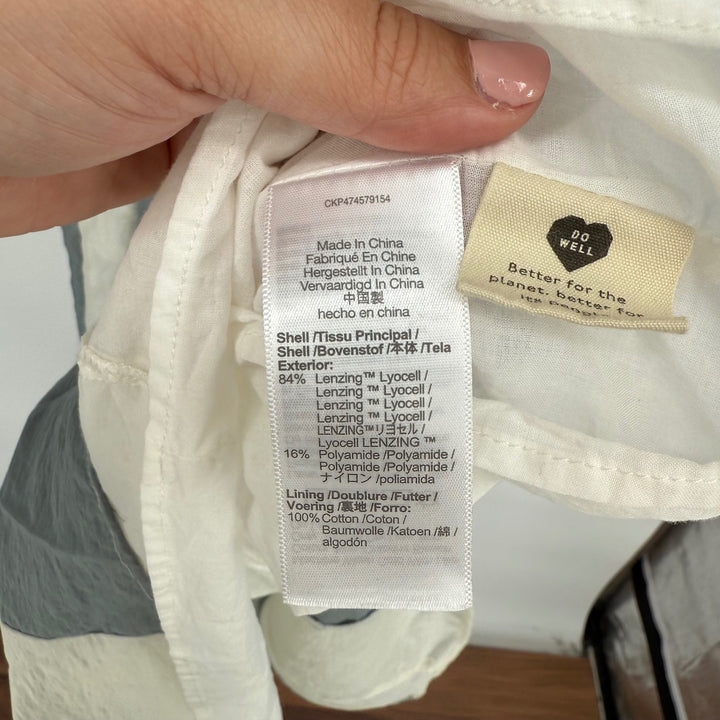 CKP474579154
Made In China
Fabriqué En Chine
Hergestellt In China
Vervaardigd In China
中国製
hecho en china
Shell /Tissu Principal/
Shell /Bovenstof /本体 /Tela
Exterior:
84% Lenzing™ Lyocell /
Lenzing ™ Lyocell /
Lenzing ™ Lyocell /
Lenzing ™ Lyocell /
LENZING™リヨセル /
Lyocell LENZING ™
16% Polyamide /Polyamide /
Polyamide /Polyamide /
ナイロン /poliamida
Lining /Doublure /Futter /
Voering /裏地 /Forro:
100% Cotton /Coton /
Baumwolle /Katoen /綿 /
algodón
DO
WELL
Better for the
planet, better for
its people